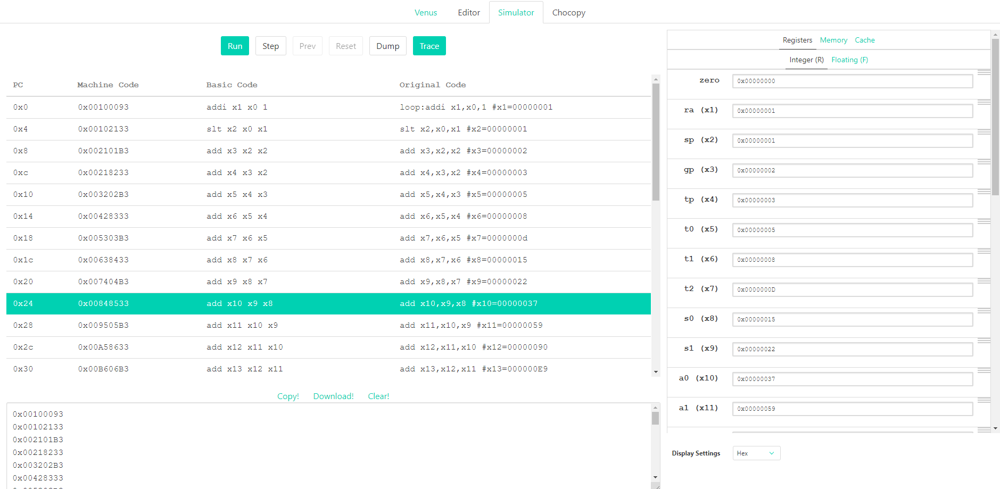 Venus Editor Simulator Chocopy
Run Step Prev Reset Dump Trace
PC Machine Code Basic Code Original Code
0x0 0x00100093 addi x1 x0 1 loop:addi x1,x0,1 #x1=00000001
0x4 0x00102133 slt x2 x0 x1 slt x2,x0,x1 #x2=00000001
0x8 0x002101B3 add x3 x2 x2 add x3,x2,x2 #x3=00000002
0xc 0x00218233 add x4 x3 x2 add x4,x3,x2 #x4=00000003
0x10 0x003202B3 add x5 x4 x3 add x5,x4,x3 #x5=00000005
0x14 0x00428333 add x6 x5 x4 add x6,x5,x4 #x6=00000008
0x18 0x005303B3 add x7 x6 x5 add x7,x6,x5 #x7=0000000d
0x1c 0x00638433 add x8 x7 x6 add x8,x7,x6 #x8=00000015
0x20 0x007404B3 add x9 x8 x7 add x9,x8,x7 #x9=00000022
0x24 0x00848533 add x10 x9 x8 add x10,x9,x8 #x10=00000037
0x28 0x009505B3 add x11 x10 x9 add x11,x10,x9 #x11=00000059
0x2c 0x00A58633 add x12 x11 x10 add x12,x11,x10 #x12=00000090
0x30 0x00B606B3 add x13 x12 x11 add x13,x12,x11 #x13=000000E9
Copy! Download! Clear!
0x00100093
0x00102133
0x002101B3
0x00218233
0x003202B3
0x00428333
Registers Memory Cache
Integer (R) Floating (F)
zero 0x00000000
ra (x1) 0x00000001
sp (x2) 0x00000001
gp (x3) 0x00000002
tp (x4) 0x00000003
t0 (x5) 0x00000005
t1 (x6) 0x00000008
t2 (x7) 0x0000000D
s0 (x8) 0x00000015
s1 (x9) 0x00000022
a0 (x10) 0x00000037
a1 (x11) 0x00000059
Display Settings Hex